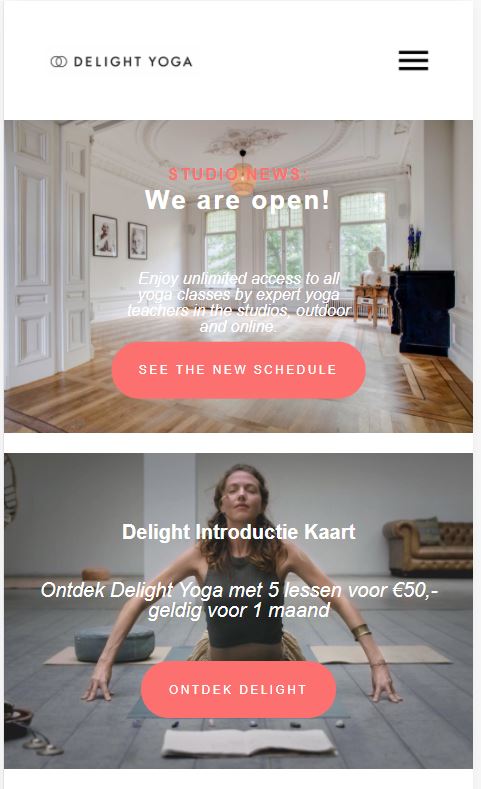 DELIGHT YOGA
STUDIO NEWS:
We are open!
Enjoy unlimited access to all
yoga classes by expert yoga
teachers in the studios, outdoor
and online.
SEE THE NEW SCHEDULE
Delight Introductie Kaart
Ontdek Delight Yoga met 5 lessen voor €50,-
geldig voor 1 maand
ONTDEK DELIGHT